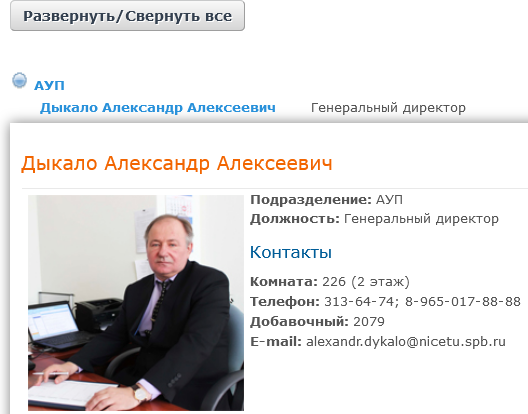 Развернуть/Свернуть все
АУП
Дыкало Александр Алексеевич Генеральный директор
Дыкало Александр Алексеевич
Подразделение: АУП
Должность: Генеральный директор
Контакты
Комната: 226 (2 этаж)
Телефон: 313-64-74; 8-965-017-88-88
Добавочный: 2079
E-mail: alexandr.dykalo@nicetu.spb.ru